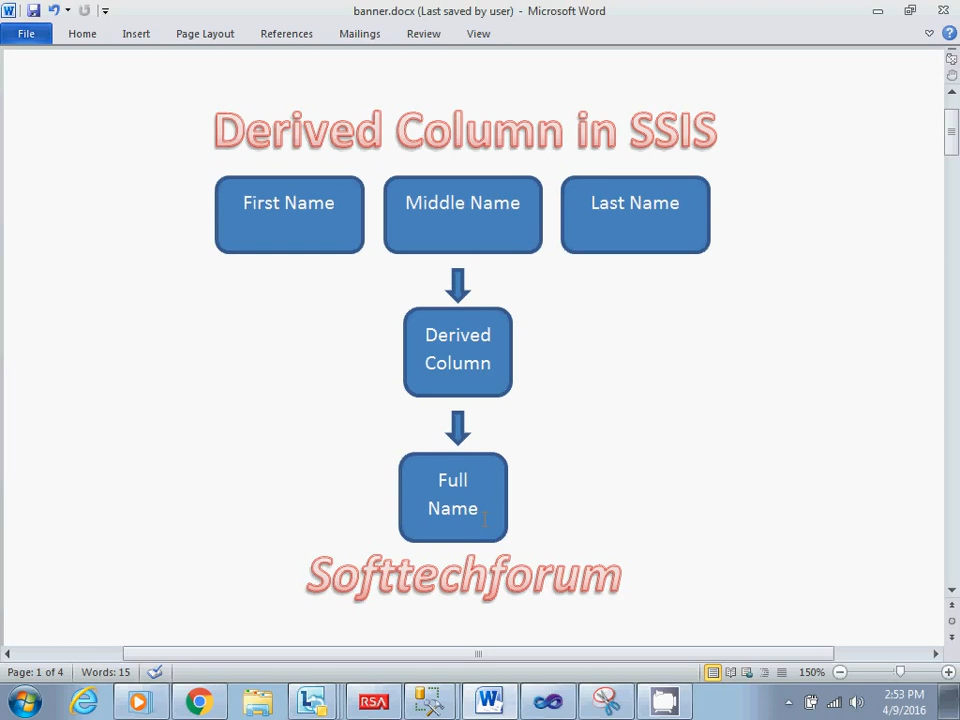 banner.docx (Last saved by user) - Microsoft Word
File Home Insert Page Layout References Mailings Review View
Derived Column in SSIS
First Name Middle Name Last Name
Derived
Column
Full
Name
Softtechforum
Page: 1 of 4 Words: 15 150%
RSA
2:53 PM
4/9/2016